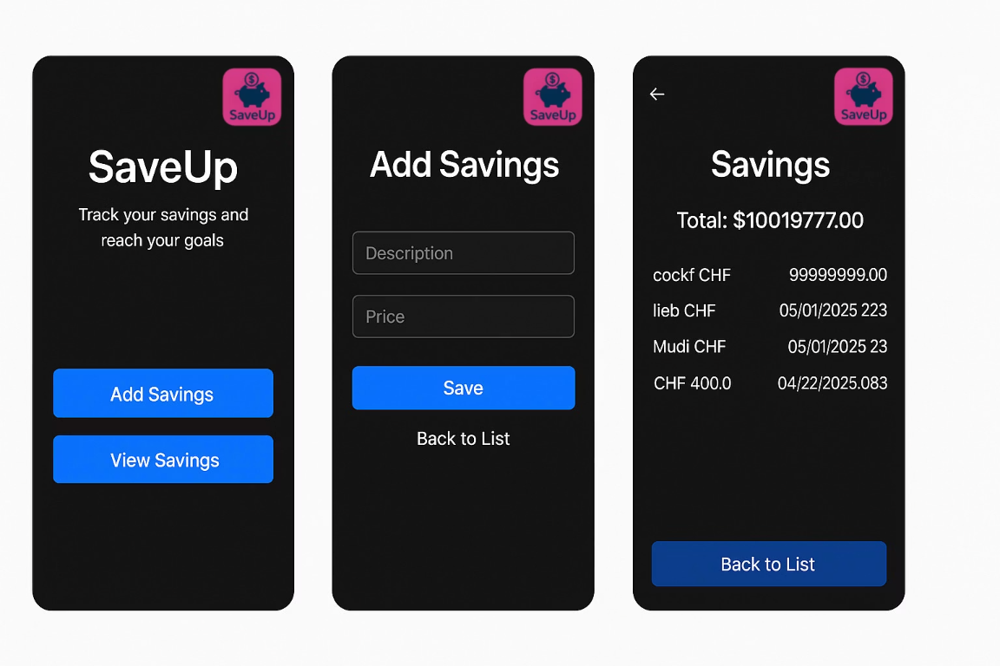 $
SaveUp
SaveUp
Track your savings and
reach your goals
Add Savings
View Savings
$
SaveUp
Add Savings
Description
Price
Save
Back to List
←
$
SaveUp
Savings
Total: $10019777.00
cockf CHF 99999999.00
lieb CHF 05/01/2025 223
Mudi CHF 05/01/2025 23
CHF 400.0 04/22/2025.083
Back to List